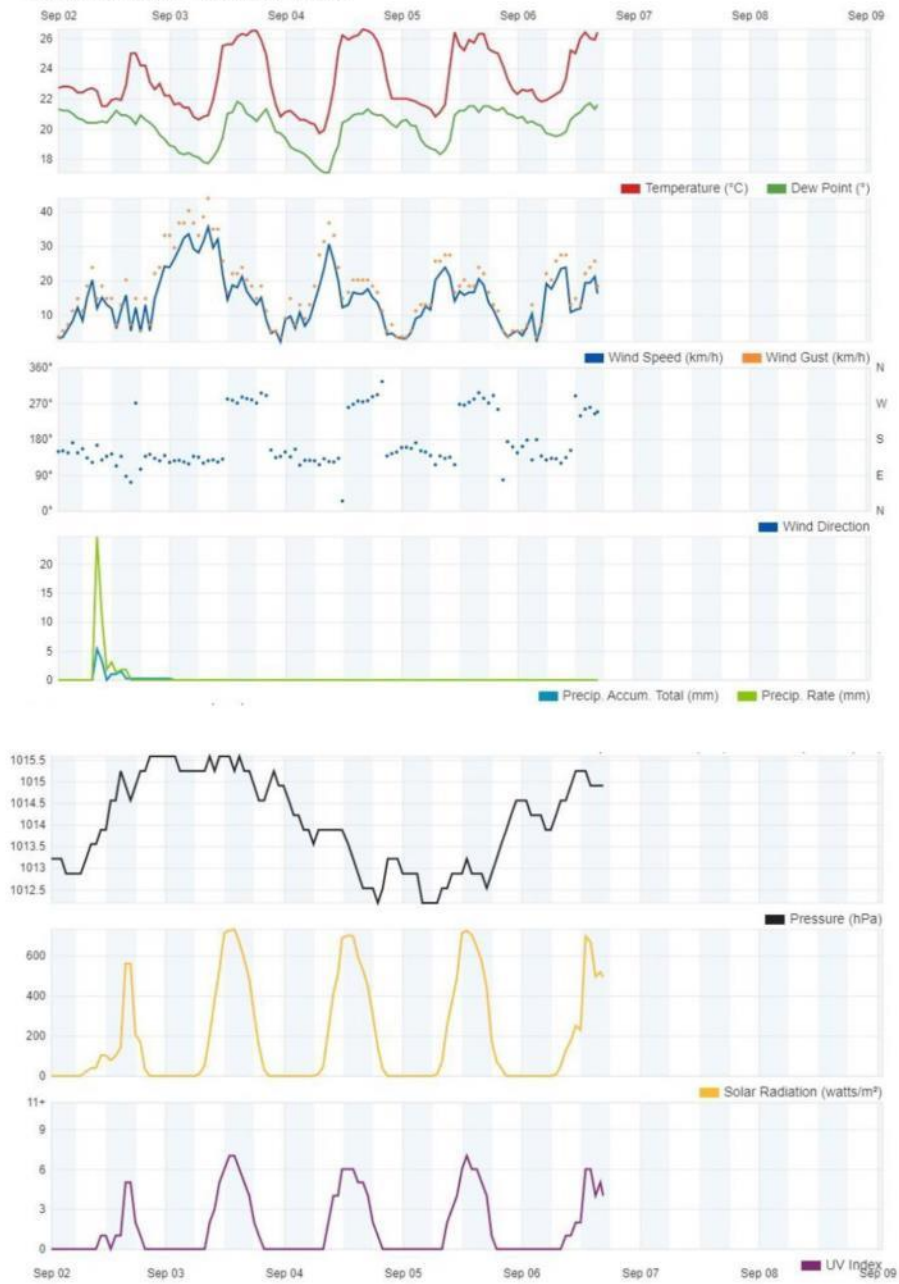 Sep 02 Sep 03 Sep 04 Sep 05 Sep 06 Sep 07 Sep 08 Sep 09
26
24
22
20
18
Temperature (°C) Dew Point (°)
40
30
20
10
Wind Speed (km/h) Wind Gust (km/h)
360° N
270° W
180° S
90° E
0° N
Wind Direction
20
15
10
5
0
Precip. Accum. Total (mm) Precip. Rate (mm)
1015.5
1015
1014.5
1014
1013.5
1013
1012.5
Pressure (hPa)
600
400
200
0
Solar Radiation (watts/m²)
11+
9
6
3
0
UV Index
Sep 02 Sep 03 Sep 04 Sep 05 Sep 06 Sep 07 Sep 08 Sep 09